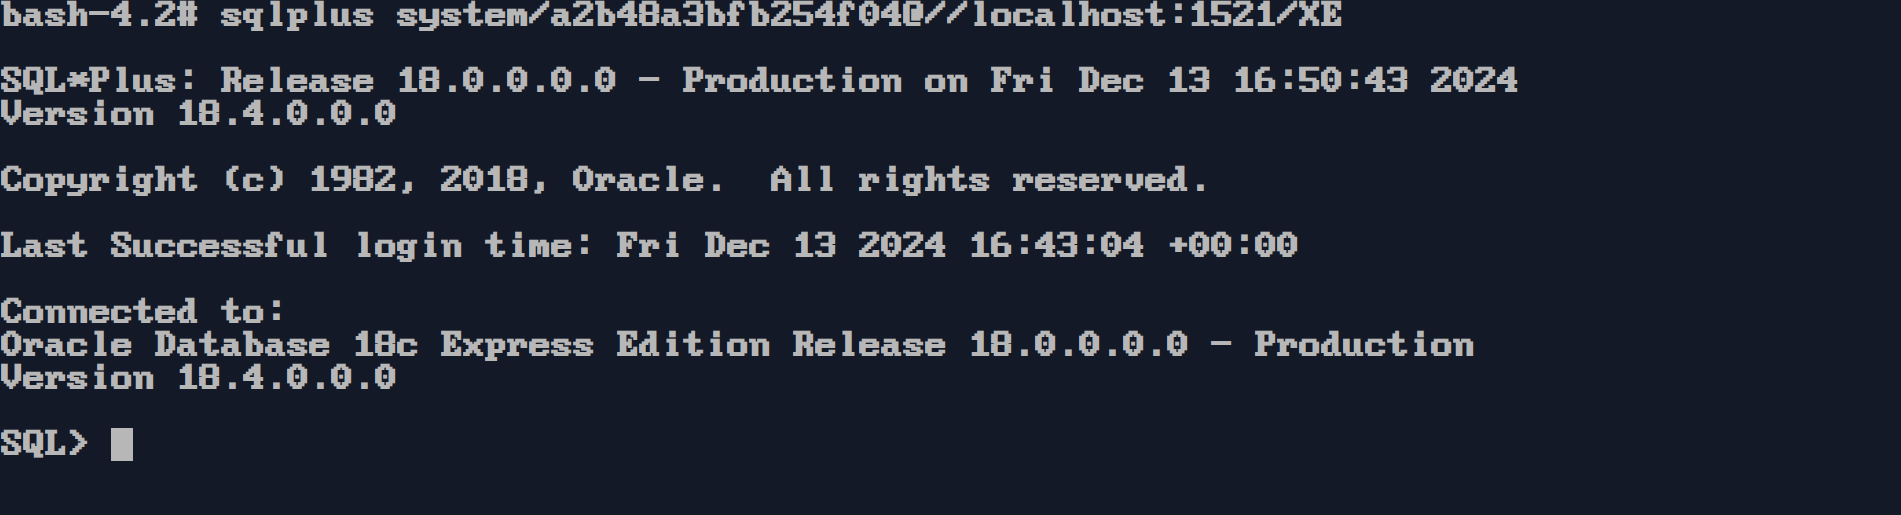 bash-4.2# sqlplus system/a2b48a3bfb254f04@//localhost:1521/XE
SQL*Plus: Release 18.0.0.0.0 - Production on Fri Dec 13 16:50:43 2024
Version 18.4.0.0.0
Copyright (c) 1982, 2018, Oracle.  All rights reserved.
Last Successful login time: Fri Dec 13 2024 16:43:04 +00:00
Connected to:
Oracle Database 18c Express Edition Release 18.0.0.0.0 - Production
Version 18.4.0.0.0
SQL>